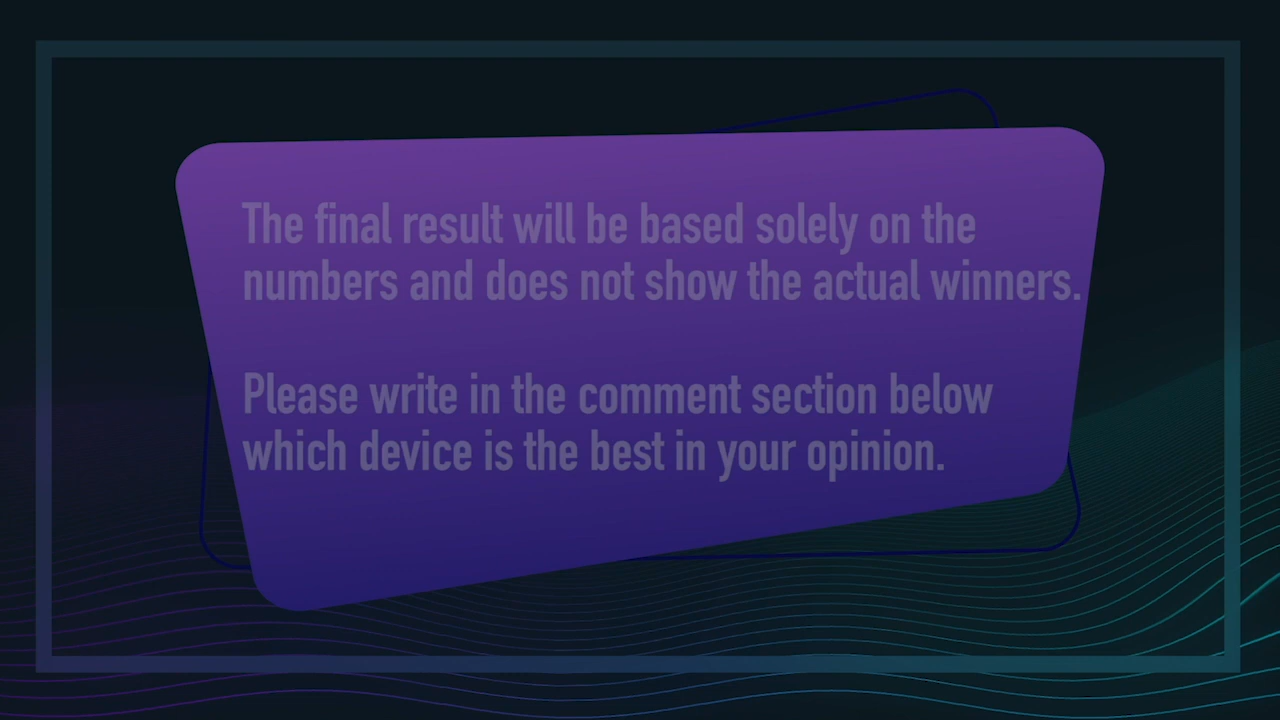 The final result will be based solely on the
numbers and does not show the actual winners.
Please write in the comment section below
which device is the best in your opinion.